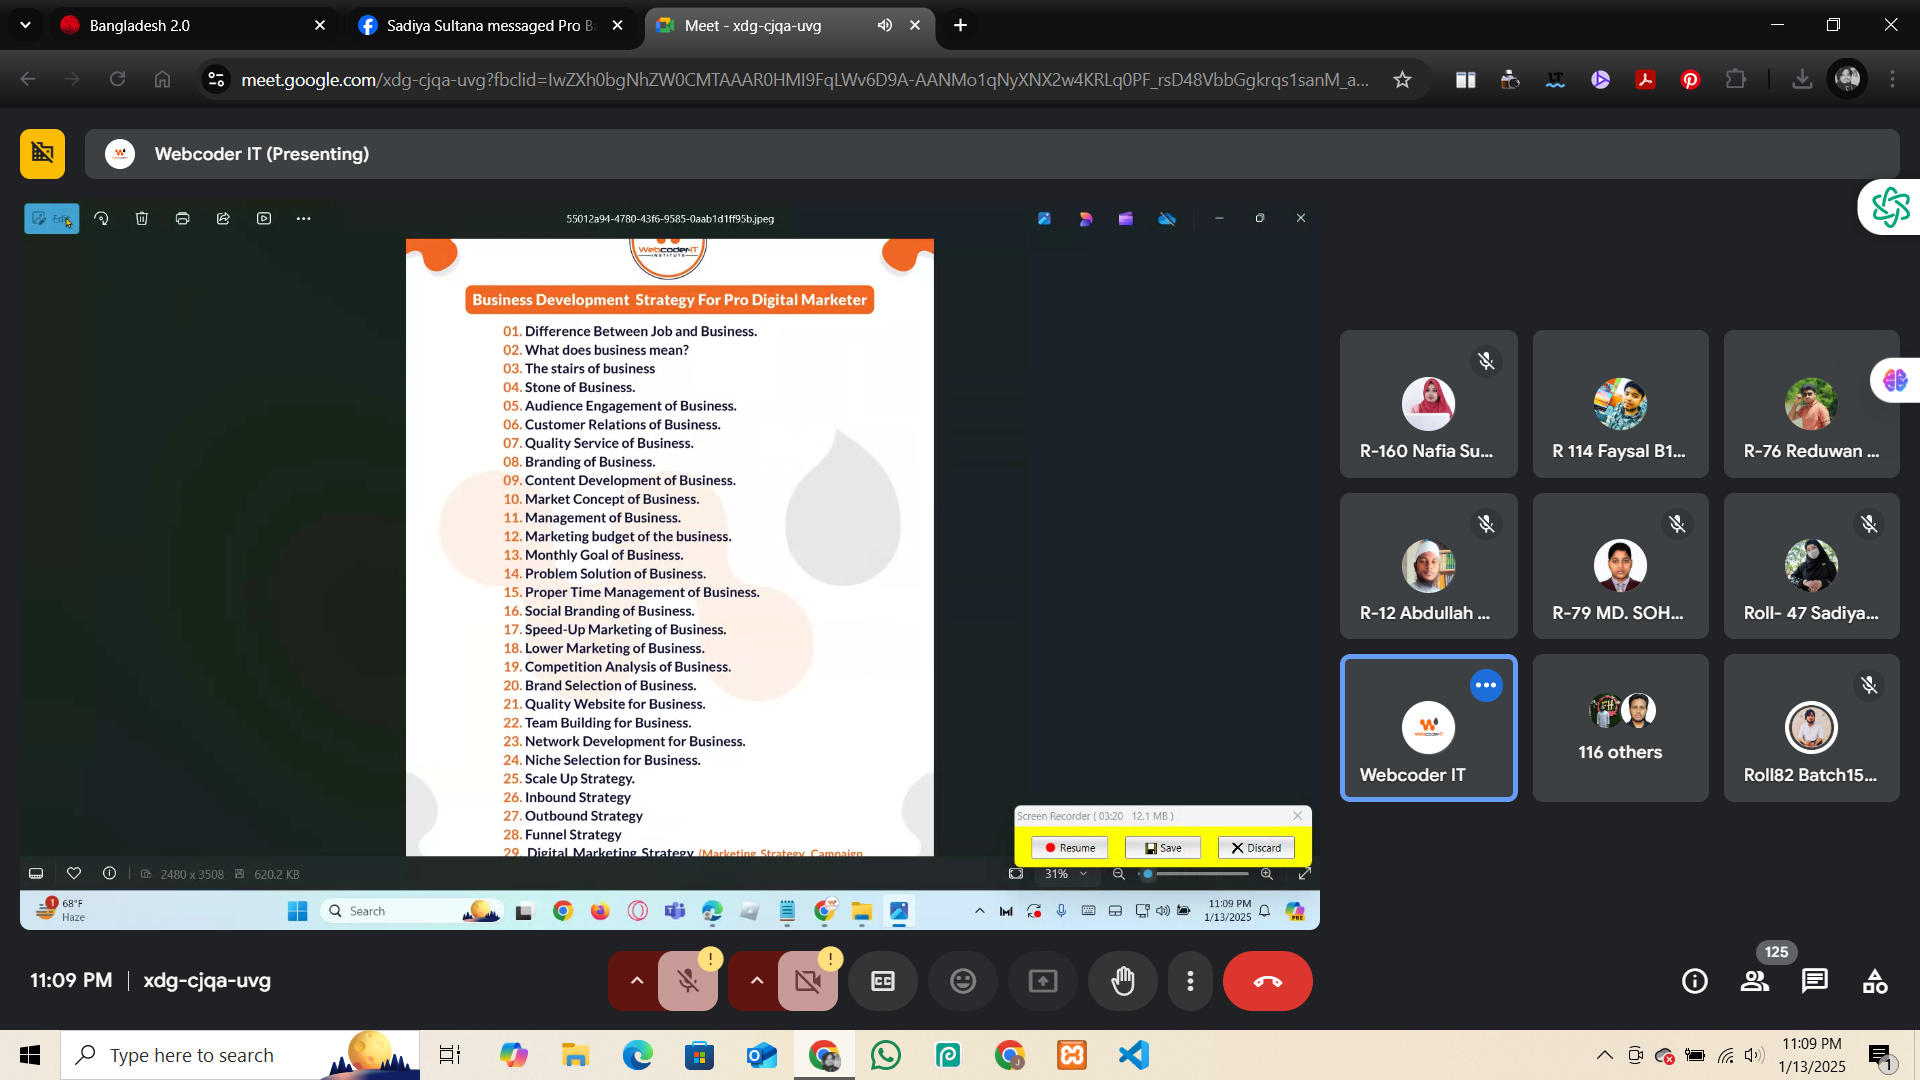 Bangladesh 2.0
Sadiya Sultana messaged Pro B
Meet - xdg-cjqa-uvg
meet.google.com/xdg-cjqa-uvg?fbclid=IwZXh0bgNhZW0CMTAAAR0HMI9FqLWv6D9A-AANMo1qNyXNX2w4KRLq0PF_rsD48VbbGgkrqs1sanM_a...
Webcoder IT (Presenting)
Edit
55012a94-4780-43f6-9585-0aab1d1ff95b.jpeg
Webcoder-IT
INSTITUTE
Business Development Strategy For Pro Digital Marketer
01. Difference Between Job and Business.
02. What does business mean?
03. The stairs of business
04. Stone of Business.
05. Audience Engagement of Business.
06. Customer Relations of Business.
07. Quality Service of Business.
08. Branding of Business.
09. Content Development of Business.
10. Market Concept of Business.
11. Management of Business.
12. Marketing budget of the business.
13. Monthly Goal of Business.
14. Problem Solution of Business.
15. Proper Time Management of Business.
16. Social Branding of Business.
17. Speed-Up Marketing of Business.
18. Lower Marketing of Business.
19. Competition Analysis of Business.
20. Brand Selection of Business.
21. Quality Website for Business.
22. Team Building for Business.
23. Network Development for Business.
24. Niche Selection for Business.
25. Scale Up Strategy.
26. Inbound Strategy
27. Outbound Strategy
28. Funnel Strategy
29. Digital Marketing Strategy (Marketing Strategy, Campaign
R-160 Nafia Su...
R 114 Faysal B1...
R-76 Reduwan ...
R-12 Abdullah ...
R-79 MD. SOH...
Roll- 47 Sadiya...
Webcoder IT
116 others
Roll82 Batch15...
Screen Recorder ( 03:20 12.1 MB )
Resume
Save
Discard
2480 x 3508
620.2 KB
31%
1
68°F
Haze
Search
11:09 PM
1/13/2025
PRE
11:09 PM
xdg-cjqa-uvg
!
!
CC
125
Type here to search
11:09 PM
1/13/2025
1